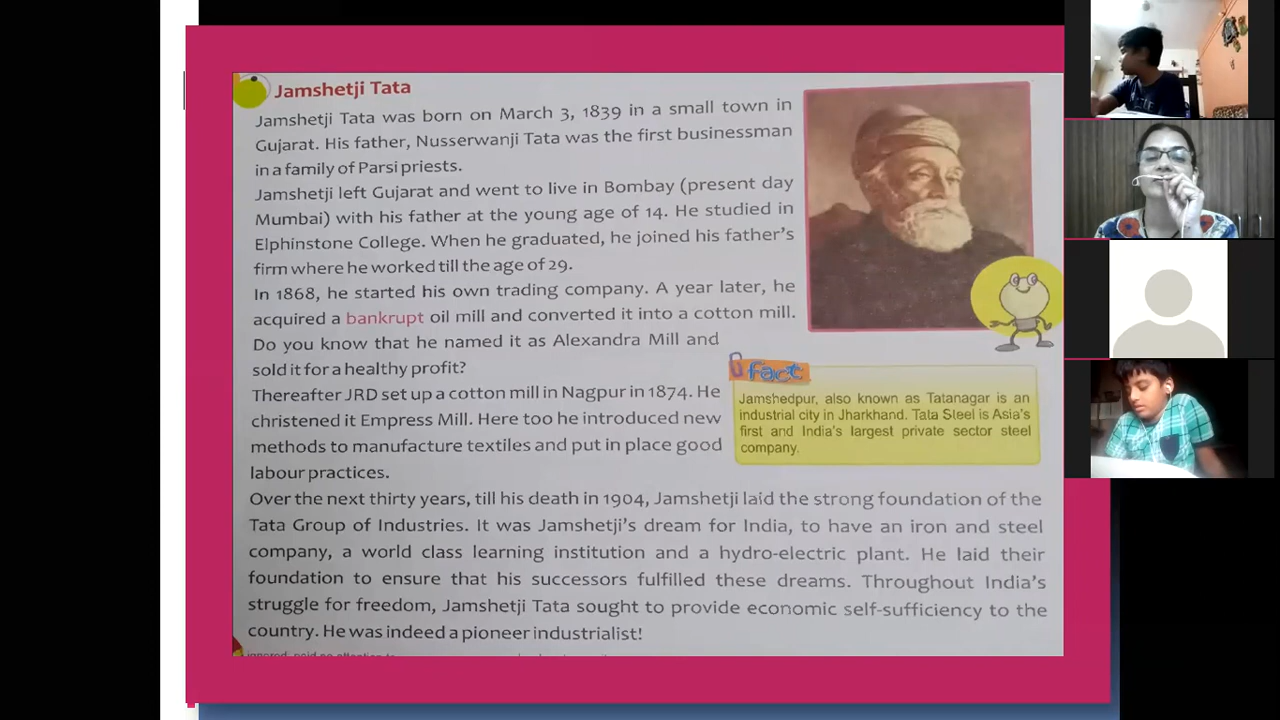 Jamshetji Tata
Jamshetji Tata was born on March 3, 1839 in a small town in
Gujarat. His father, Nusserwanji Tata was the first businessman
in a family of Parsi priests.
Jamshetji left Gujarat and went to live in Bombay (present day
Mumbai) with his father at the young age of 14. He studied in
Elphinstone College. When he graduated, he joined his father's
firm where he worked till the age of 29.
In 1868, he started his own trading company. A year later, he
acquired a bankrupt oil mill and converted it into a cotton mill.
Do you know that he named it as Alexandra Mill and
sold it for a healthy profit?
Thereafter JRD set up a cotton mill in Nagpur in 1874. He
christened it Empress Mill. Here too he introduced new
methods to manufacture textiles and put in place good
labour practices.
fact
Jamshedpur, also known as Tatanagar is an
industrial city in Jharkhand. Tata Steel is Asia's
first and India's largest private sector steel
company.
Over the next thirty years, till his death in 1904, Jamshetji laid the strong foundation of the
Tata Group of Industries. It was Jamshetji's dream for India, to have an iron and steel
company, a world class learning institution and a hydro-electric plant. He laid their
foundation to ensure that his successors fulfilled these dreams. Throughout India's
struggle for freedom, Jamshetji Tata sought to provide economic self-sufficiency to the
country. He was indeed a pioneer industrialist!